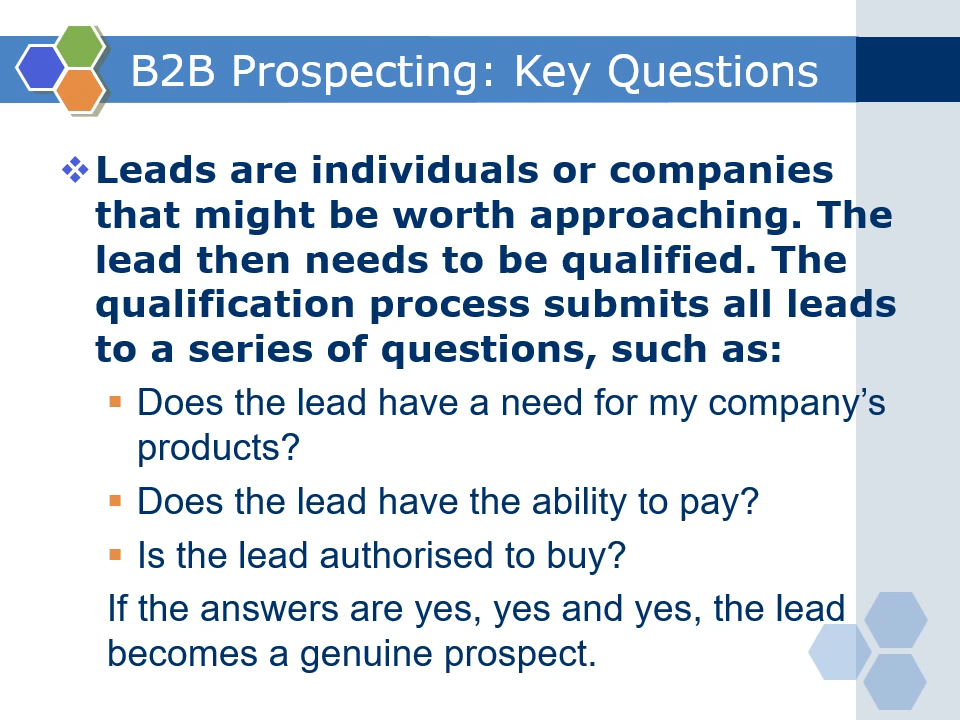 B2B Prospecting: Key Questions
Leads are individuals or companies
that might be worth approaching. The
lead then needs to be qualified. The
qualification process submits all leads
to a series of questions, such as:
Does the lead have a need for my company’s
products?
Does the lead have the ability to pay?
Is the lead authorised to buy?
If the answers are yes, yes and yes, the lead
becomes a genuine prospect.